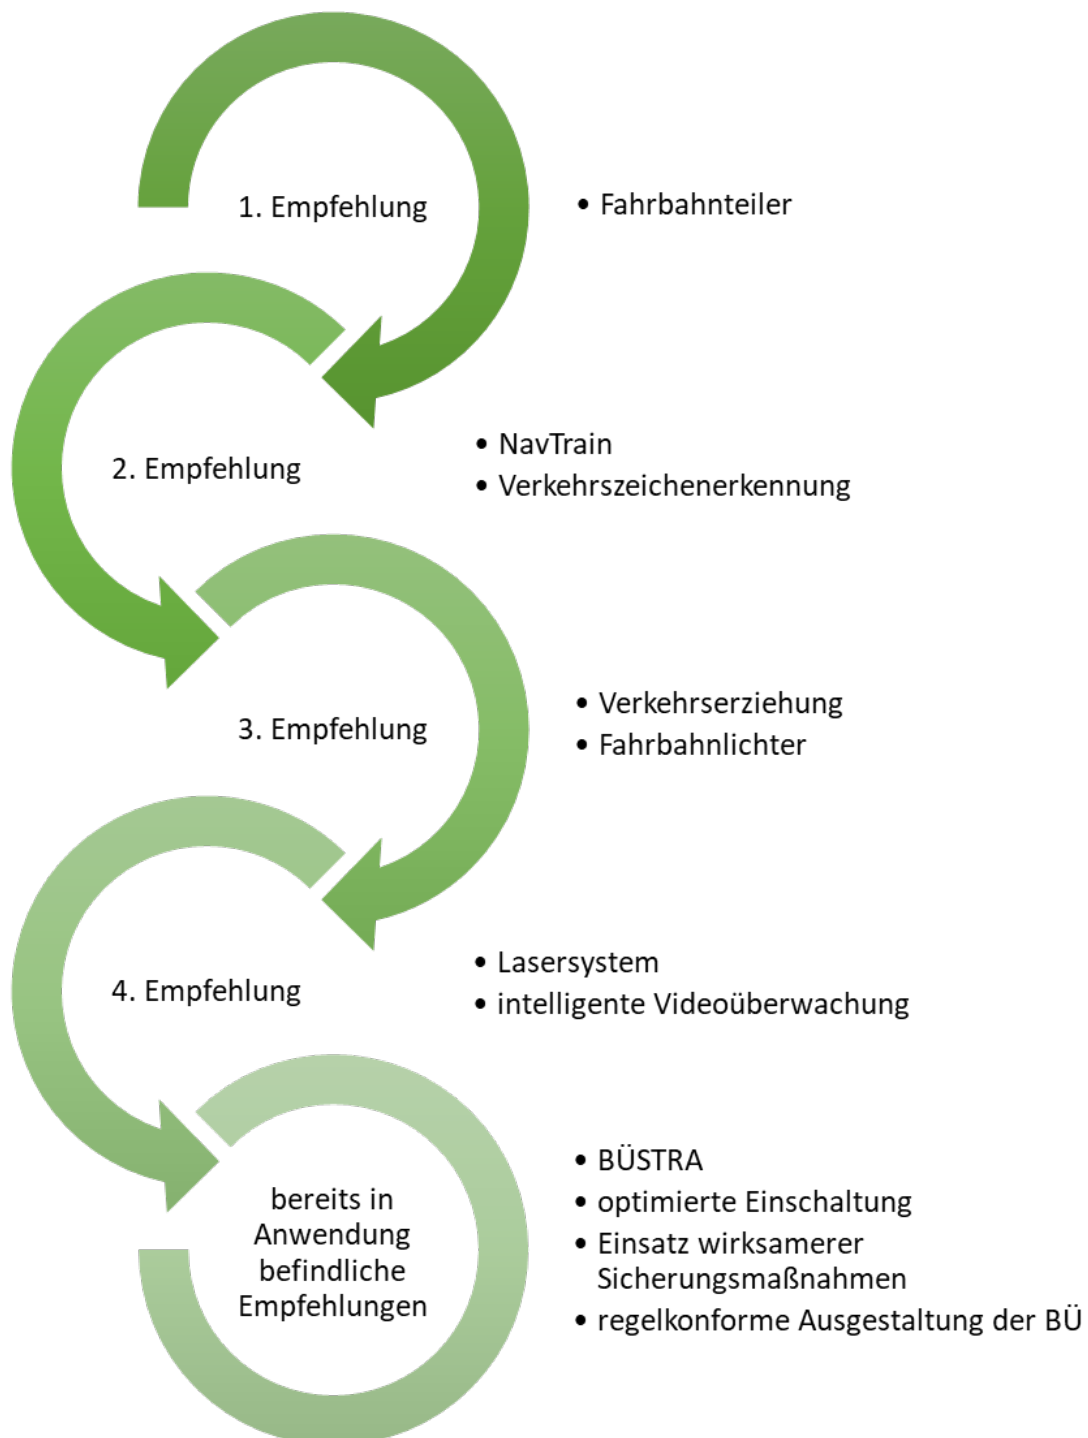 1. Empfehlung
• Fahrbahnteiler
2. Empfehlung
• NavTrain
• Verkehrszeichenerkennung
3. Empfehlung
• Verkehrserziehung
• Fahrbahnlichter
4. Empfehlung
• Lasersystem
• intelligente Videoüberwachung
bereits in
Anwendung
befindliche
Empfehlungen
• BÜSTRA
• optimierte Einschaltung
• Einsatz wirksamerer
Sicherungsmaßnahmen
• regelkonforme Ausgestaltung der BÜ